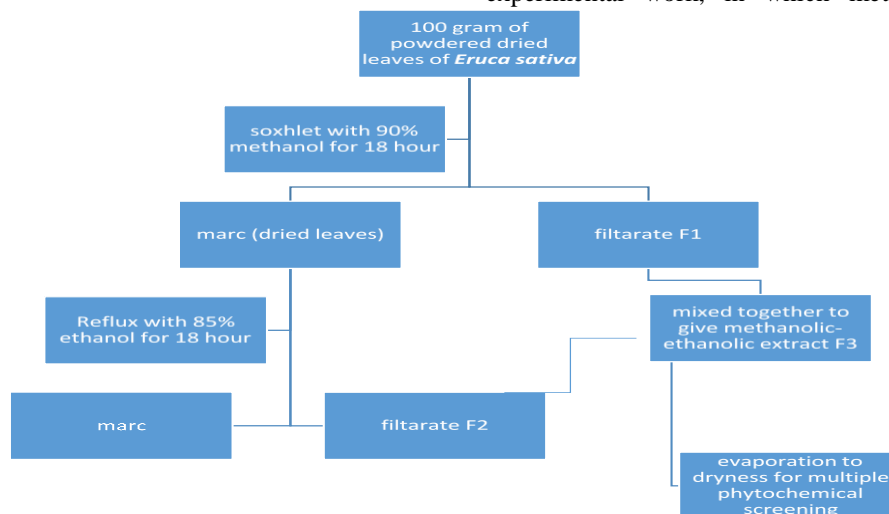 experimental work, in which met
100 gram of
powdered dried
leaves of Eruca sativa
soxhlet with 90%
methanol for 18 hour
marc (dried leaves)
filtarate F1
Reflux with 85%
ethanol for 18 hour
mixed together to
give methanolic-
ethanolic extract F3
marc
filtarate F2
evaporation to
dryness for multiple
phytochemical
screening